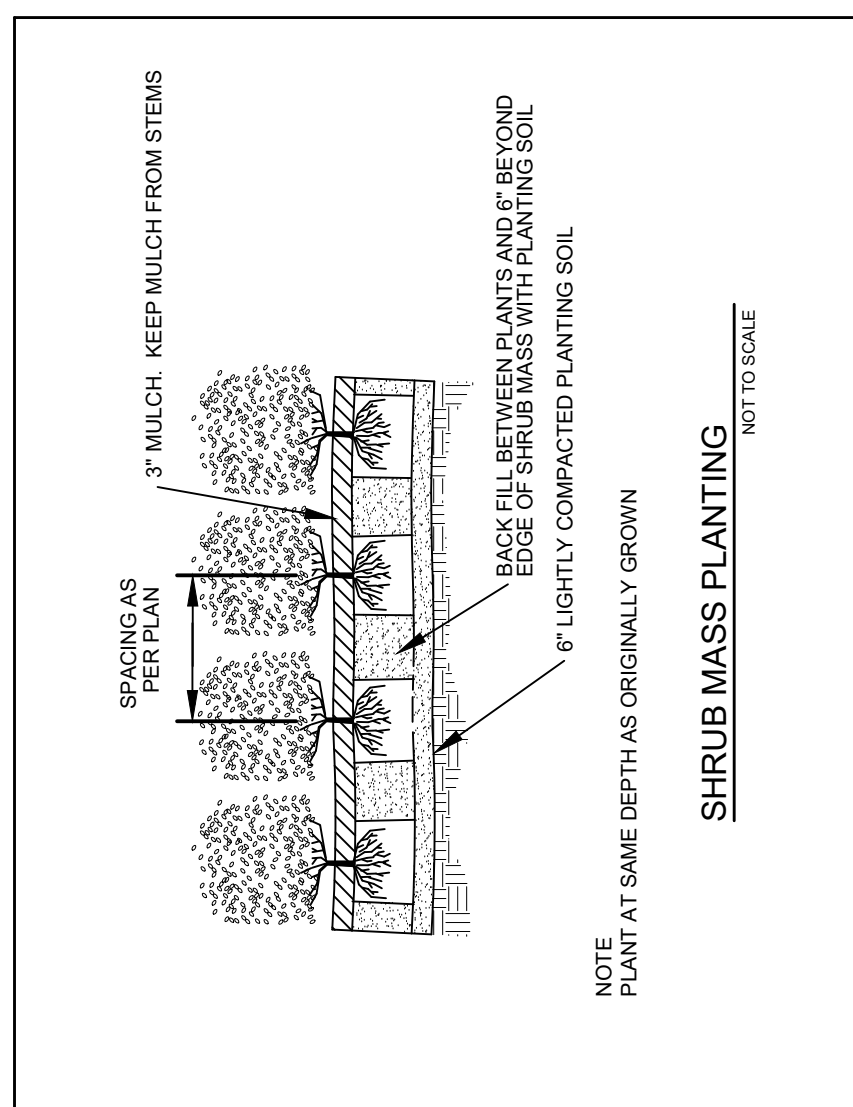 3" MULCH.  KEEP MULCH FROM STEMS
SPACING AS
PER PLAN
BACK FILL BETWEEN PLANTS AND 6" BEYOND
EDGE OF SHRUB MASS WITH PLANTING SOIL
6" LIGHTLY COMPACTED PLANTING SOIL
NOTE
PLANT AT SAME DEPTH AS ORIGINALLY GROWN
SHRUB MASS PLANTING
NOT TO SCALE